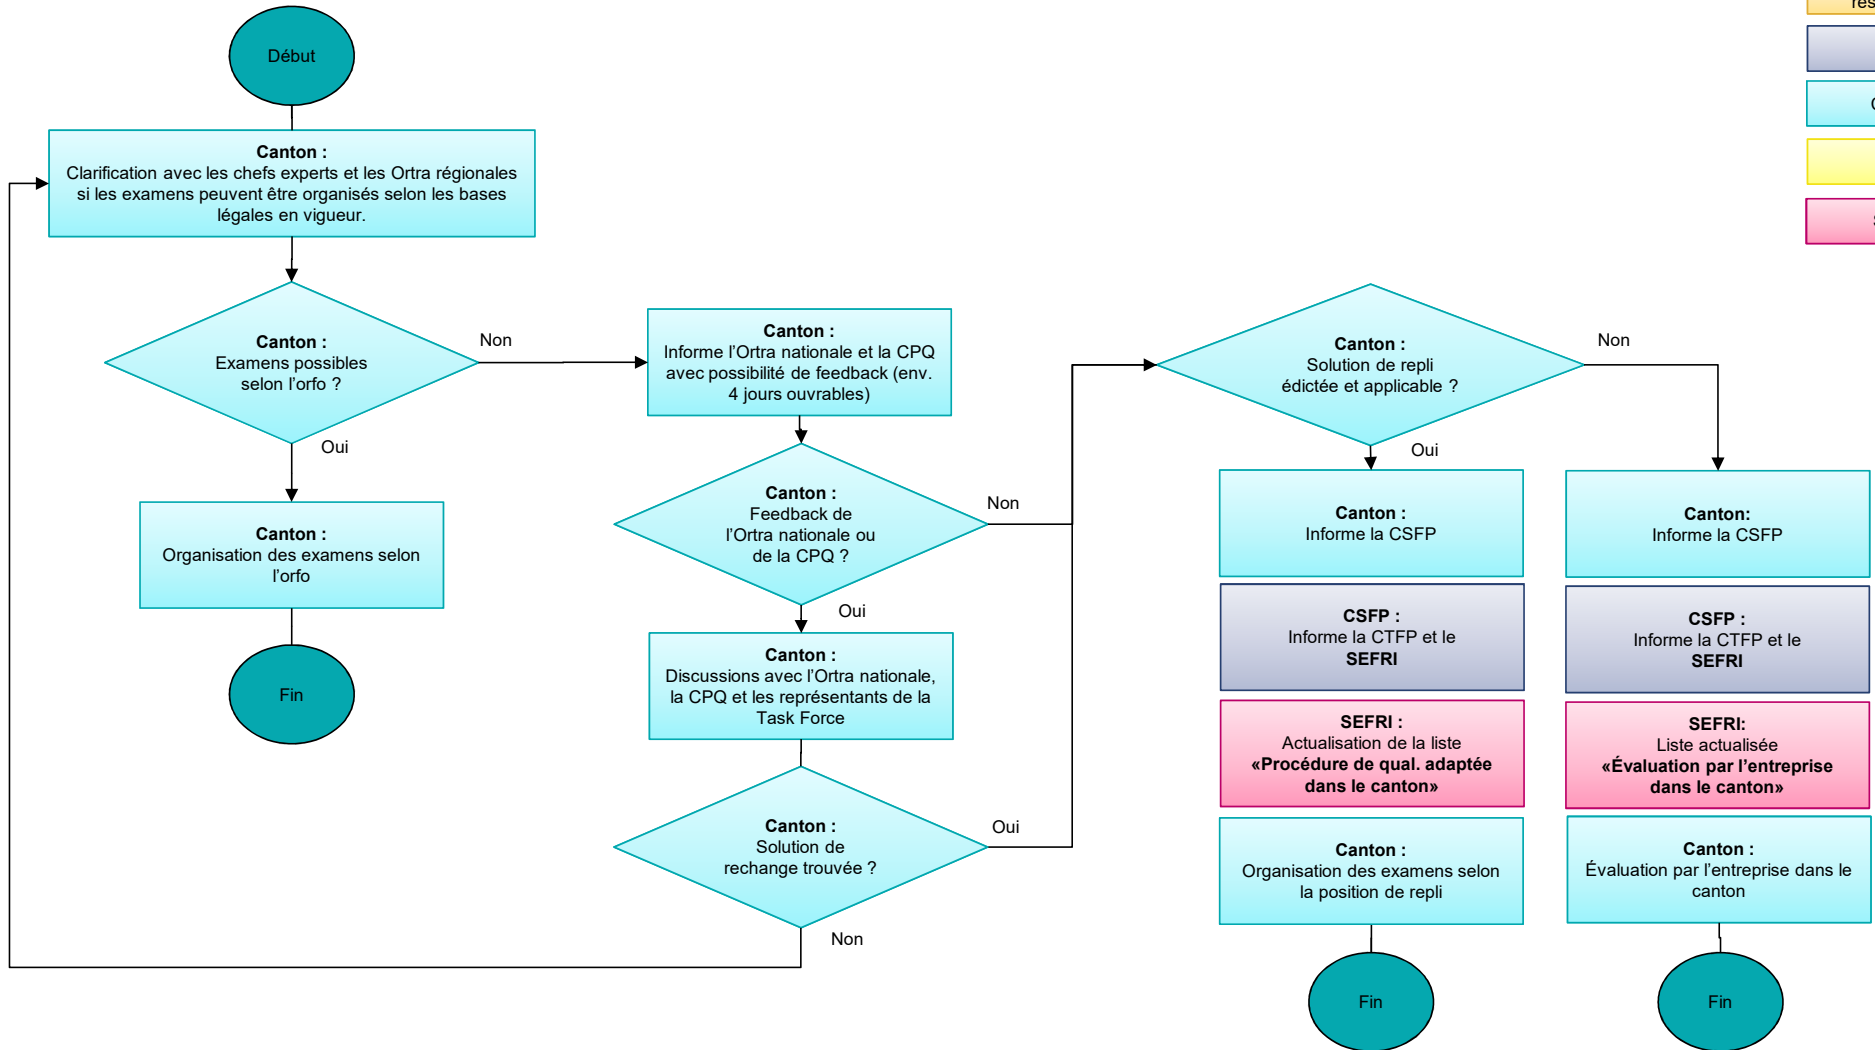 Début
Canton :
Clarification avec les chefs experts et les Ortra régionales
si les examens peuvent être organisés selon les bases
légales en vigueur.
Canton :
Examens possibles
selon l'orfo ?
Non
Oui
Canton :
Organisation des examens selon
l'orfo
Fin
Canton :
Informe l'Ortra nationale et la CPQ
avec possibilité de feedback (env.
4 jours ouvrables)
Canton :
Feedback de
l'Ortra nationale ou
de la CPQ ?
Non
Oui
Canton :
Discussions avec l'Ortra nationale,
la CPQ et les représentants de la
Task Force
Canton :
Solution de
rechange trouvée ?
Oui
Non
Canton :
Solution de repli
édictée et applicable ?
Non
Oui
Canton :
Informe la CSFP
CSFP :
Informe la CTFP et le
SEFRI
SEFRI :
Actualisation de la liste
«Procédure de qual. adaptée
dans le canton»
Canton :
Organisation des examens selon
la position de repli
Fin
Canton:
Informe la CSFP
CSFP :
Informe la CTFP et le
SEFRI
SEFRI:
Liste actualisée
«Évaluation par l'entreprise
dans le canton»
Canton :
Évaluation par l'entreprise dans le
canton
Fin